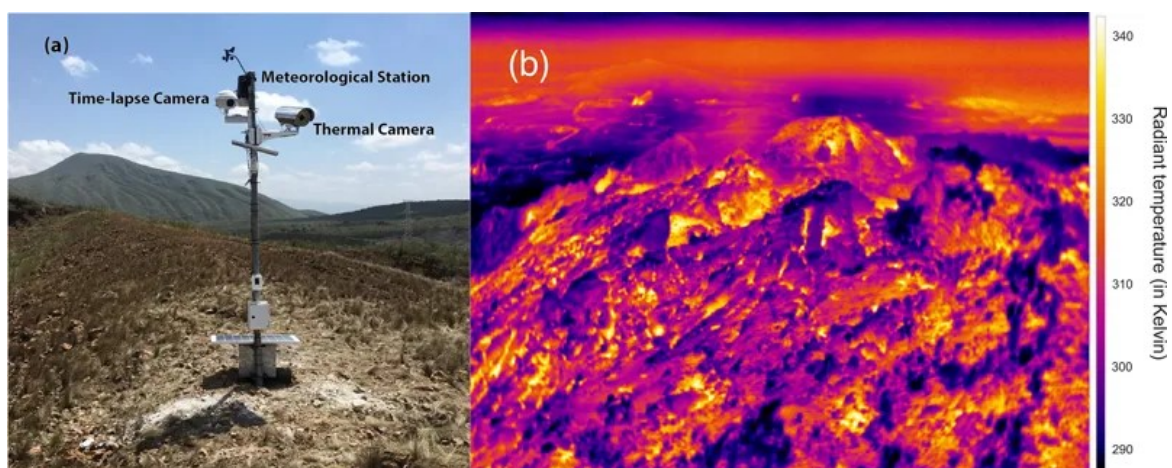 (a)
Meteorological Station
Time-lapse Camera
Thermal Camera
(b)
340
330
320
310
300
290
Radiant temperature (in Kelvin)